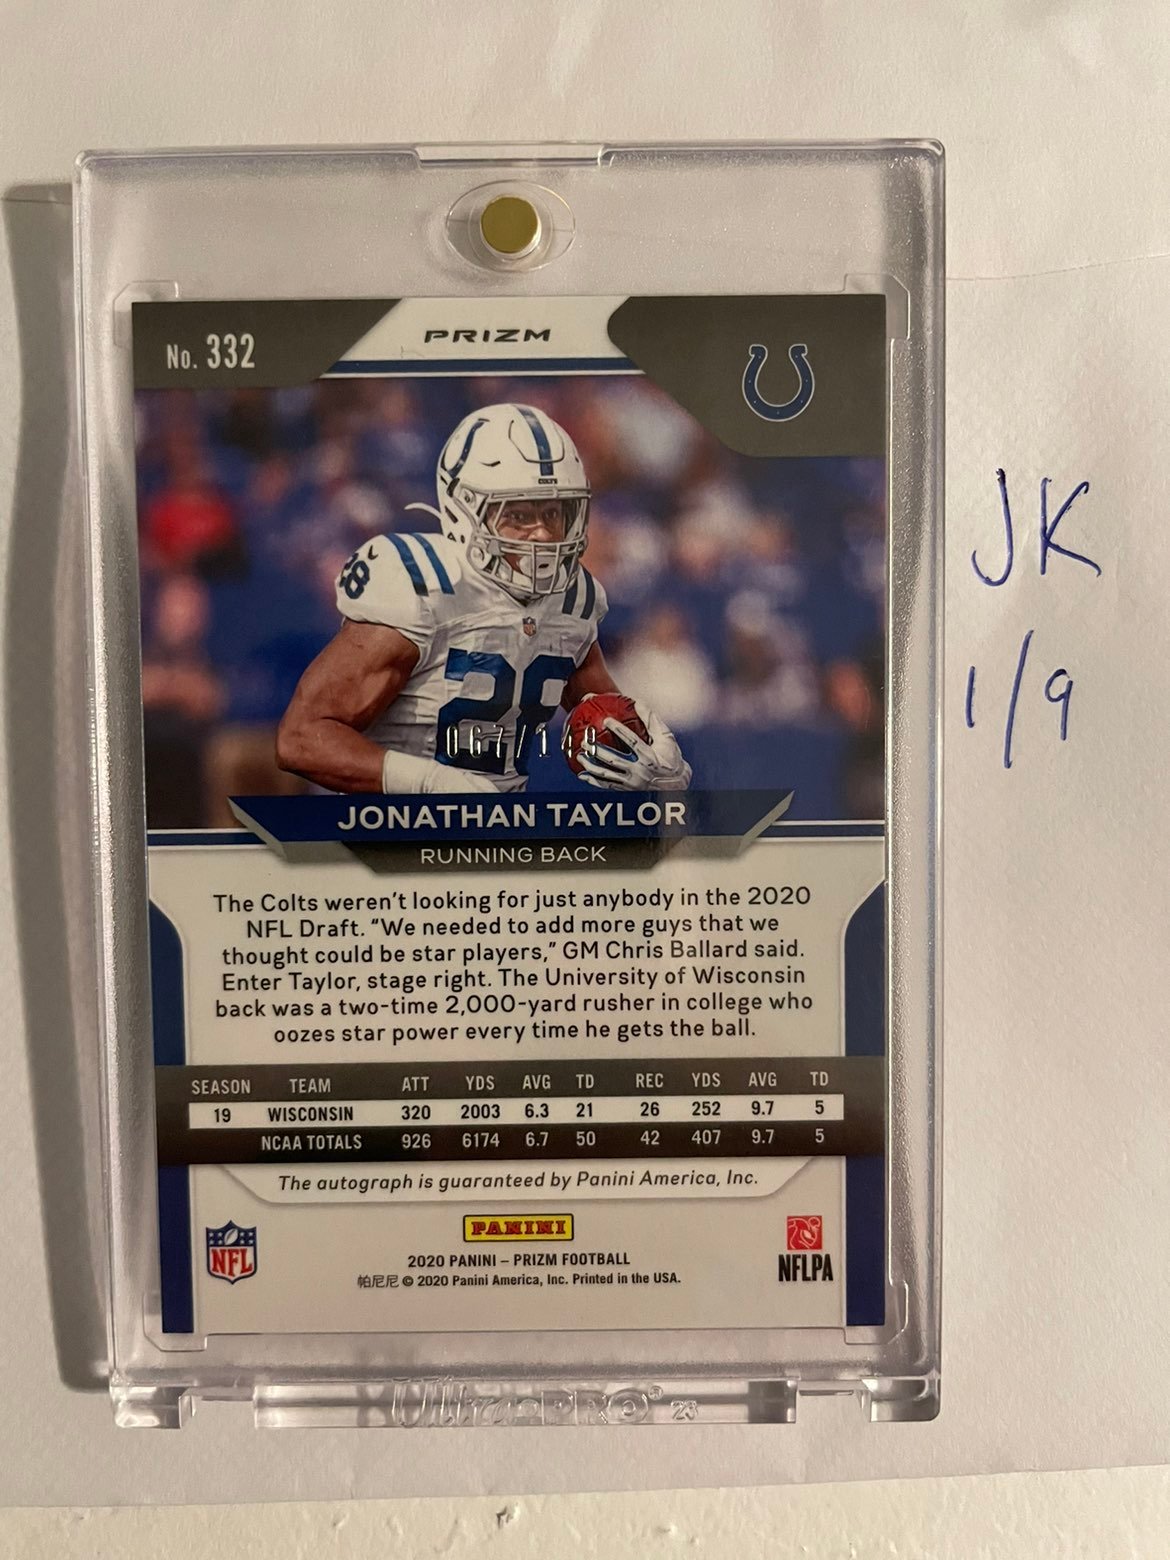 No. 332
PRIZM
COLTS
28
28
067/149
JONATHAN TAYLOR
RUNNING BACK
The Colts weren't looking for just anybody in the 2020
NFL Draft. "We needed to add more guys that we
thought could be star players," GM Chris Ballard said.
Enter Taylor, stage right. The University of Wisconsin
back was a two-time 2,000-yard rusher in college who
oozes star power every time he gets the ball.
SEASON TEAM ATT YDS AVG TD REC YDS AVG TD
19 WISCONSIN 320 2003 6.3 21 26 252 9.7 5
NCAA TOTALS 926 6174 6.7 50 42 407 9.7 5
The autograph is guaranteed by Panini America, Inc.
NFL
PANINI
NFLPA
2020 PANINI – PRIZM FOOTBALL
帕尼尼 © 2020 Panini America, Inc. Printed in the USA.
Ultra•PRO® 23
JK
1/9